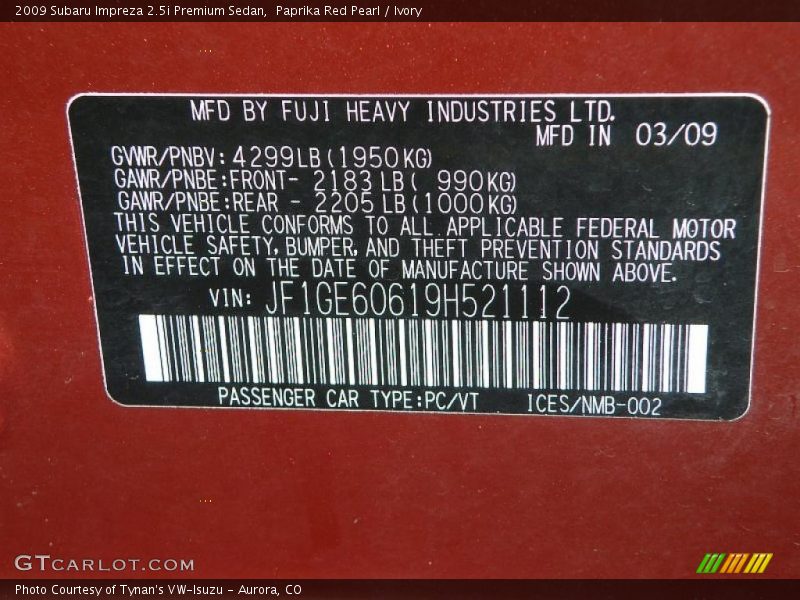 2009 Subaru Impreza 2.5i Premium Sedan,  Paprika Red Pearl / Ivory
MFD BY FUJI HEAVY INDUSTRIES LTD.
MFD IN 03/09
GVWR/PNBV: 4299LB(1950KG)
GAWR/PNBE:FRONT- 2183 LB( 990KG)
GAWR/PNBE:REAR - 2205 LB(1000KG)
THIS VEHICLE CONFORMS TO ALL APPLICABLE FEDERAL MOTOR
VEHICLE SAFETY, BUMPER, AND THEFT PREVENTION STANDARDS
IN EFFECT ON THE DATE OF MANUFACTURE SHOWN ABOVE.
VIN: JF1GE60619H521112
PASSENGER CAR TYPE:PC/VT ICES/NMB-002
GTCARLOT.COM
Photo Courtesy of Tynan's VW-Isuzu - Aurora, CO